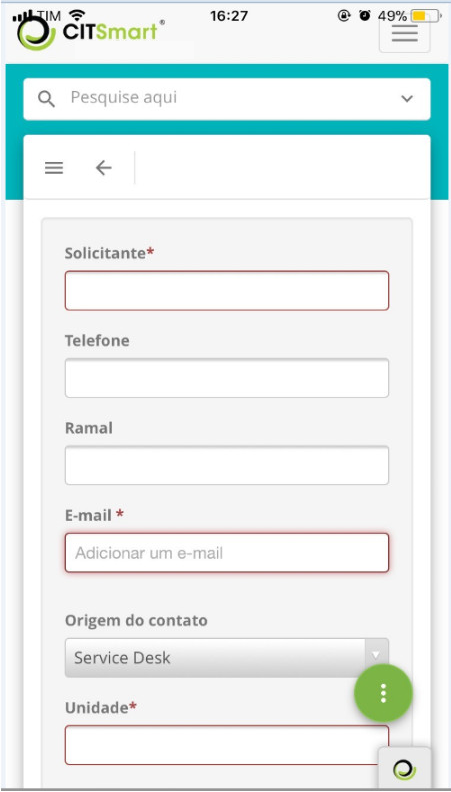 TIM 16:27 49%
CITSmart®
Pesquise aqui
Solicitante*
Telefone
Ramal
E-mail *
Adicionar um e-mail
Origem do contato
Service Desk
Unidade*